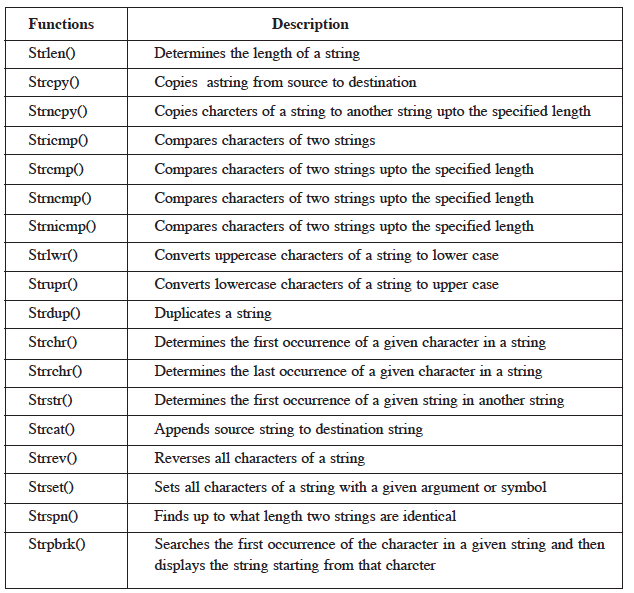 Functions Description
Strlen() Determines the length of a string
Strcpy() Copies astring from source to destination
Strncpy() Copies charcters of a string to another string upto the specified length
Stricmp() Compares characters of two strings
Strcmp() Compares characters of two strings upto the specified length
Strncmp() Compares characters of two strings upto the specified length
Strnicmp() Compares characters of two strings upto the specified length
Strlwr() Converts uppercase characters of a string to lower case
Strupr() Converts lowercase characters of a string to upper case
Strdup() Duplicates a string
Strchr() Determines the first occurrence of a given character in a string
Strrchr() Determines the last occurrence of a given character in a string
Strstr() Determines the first occurrence of a given string in another string
Strcat() Appends source string to destination string
Strrev() Reverses all characters of a string
Strset() Sets all characters of a string with a given argument or symbol
Strspn() Finds up to what length two strings are identical
Strpbrk() Searches the first occurrence of the character in a given string and then
displays the string starting from that charcter